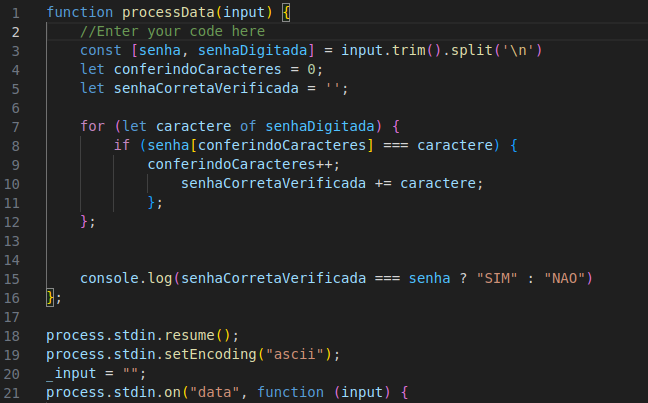 1 function processData(input) {
2 //Enter your code here
3 const [senha, senhaDigitada] = input.trim().split('\n')
4 let conferindoCaracteres = 0;
5 let senhaCorretaVerificada = '';
6
7 for (let caractere of senhaDigitada) {
8 if (senha[conferindoCaracteres] === caractere) {
9 conferindoCaracteres++;
10 senhaCorretaVerificada += caractere;
11 };
12 };
13
14
15 console.log(senhaCorretaVerificada === senha ? "SIM" : "NAO")
16 };
17
18 process.stdin.resume();
19 process.stdin.setEncoding("ascii");
20 _input = "";
21 process.stdin.on("data", function (input) {